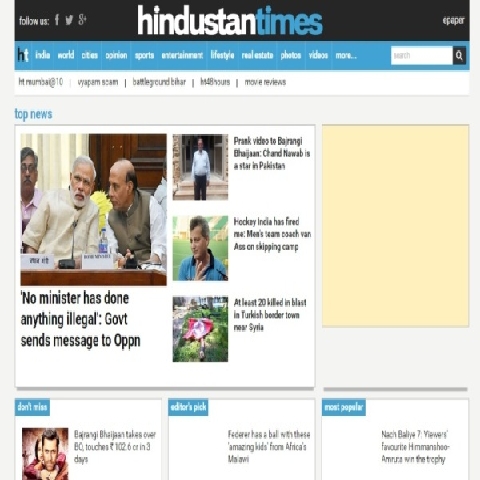 follow us:
hindustantimes
epaper
ht india world cities opinion sports entertainment lifestyle real estate photos videos more...
search
ht mumbai@10 | vyapam scam | battleground bihar | ht48hours | movie reviews
top news
Prank video to Bajrangi
Bhaijaan: Chand Nawab is
a star in Pakistan
Hockey India has fired
me: Men's team coach van
Ass on skipping camp
At least 20 killed in blast
in Turkish border town
near Syria
'No minister has done
anything illegal': Govt
sends message to Oppn
don't miss
Bajrangi Bhaijaan takes over
BO, touches ₹ 102.6 cr in 3
days
editor's pick
Federer has a ball with these
'amazing kids' from Africa's
Malawi
most popular
Nach Baliye 7: Viewers'
favourite Himmanshoo-
Amruta win the trophy